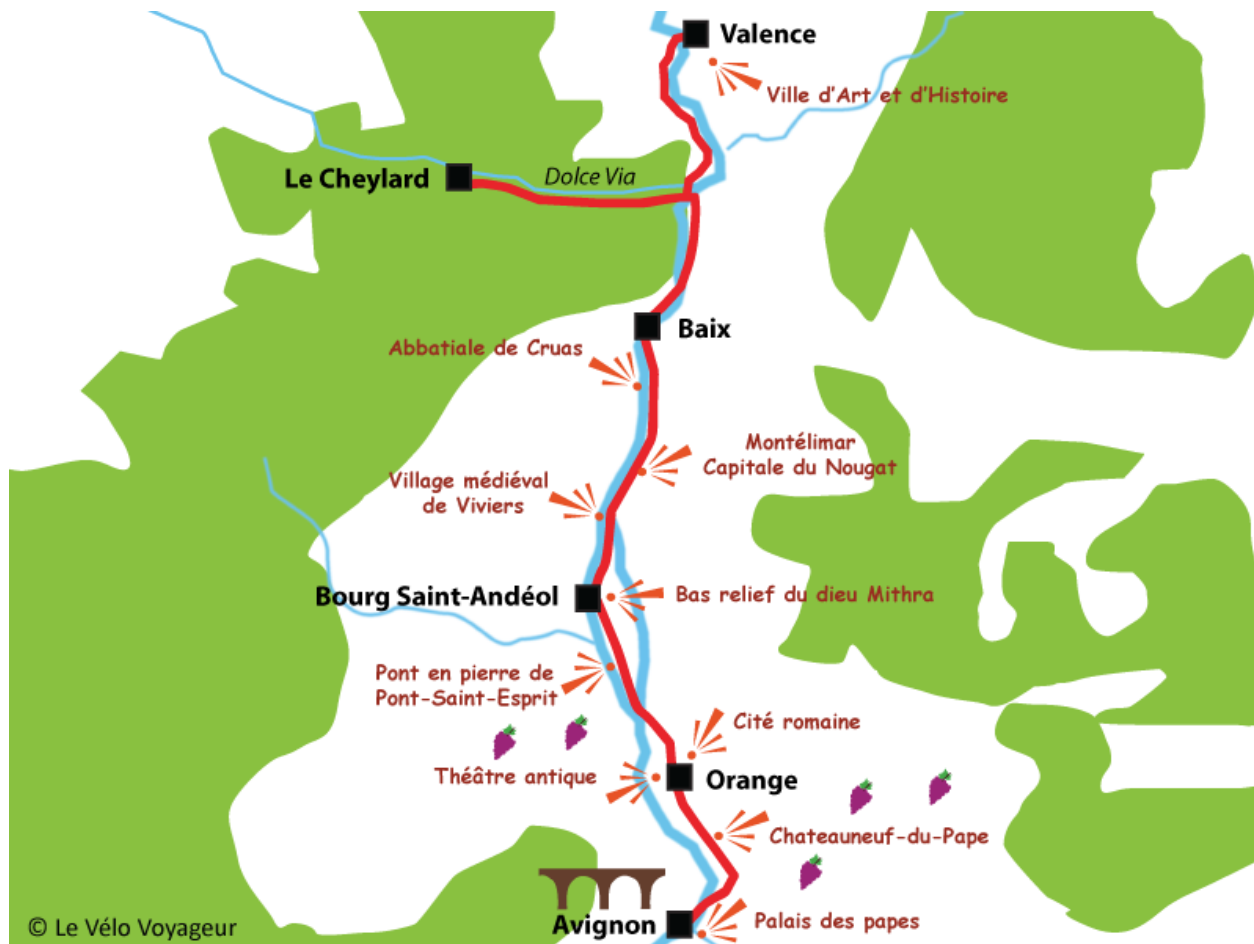 Valence
Ville d'Art et d'Histoire
Le Cheylard
Dolce Via
Baix
Abbatiale de Cruas
Montélimar
Capitale du Nougat
Village médiéval
de Viviers
Bourg Saint-Andéol
Bas relief du dieu Mithra
Pont en pierre de
Pont-Saint-Esprit
Cité romaine
Théâtre antique
Orange
Chateauneuf-du-Pape
Avignon
Palais des papes
© Le Vélo Voyageur